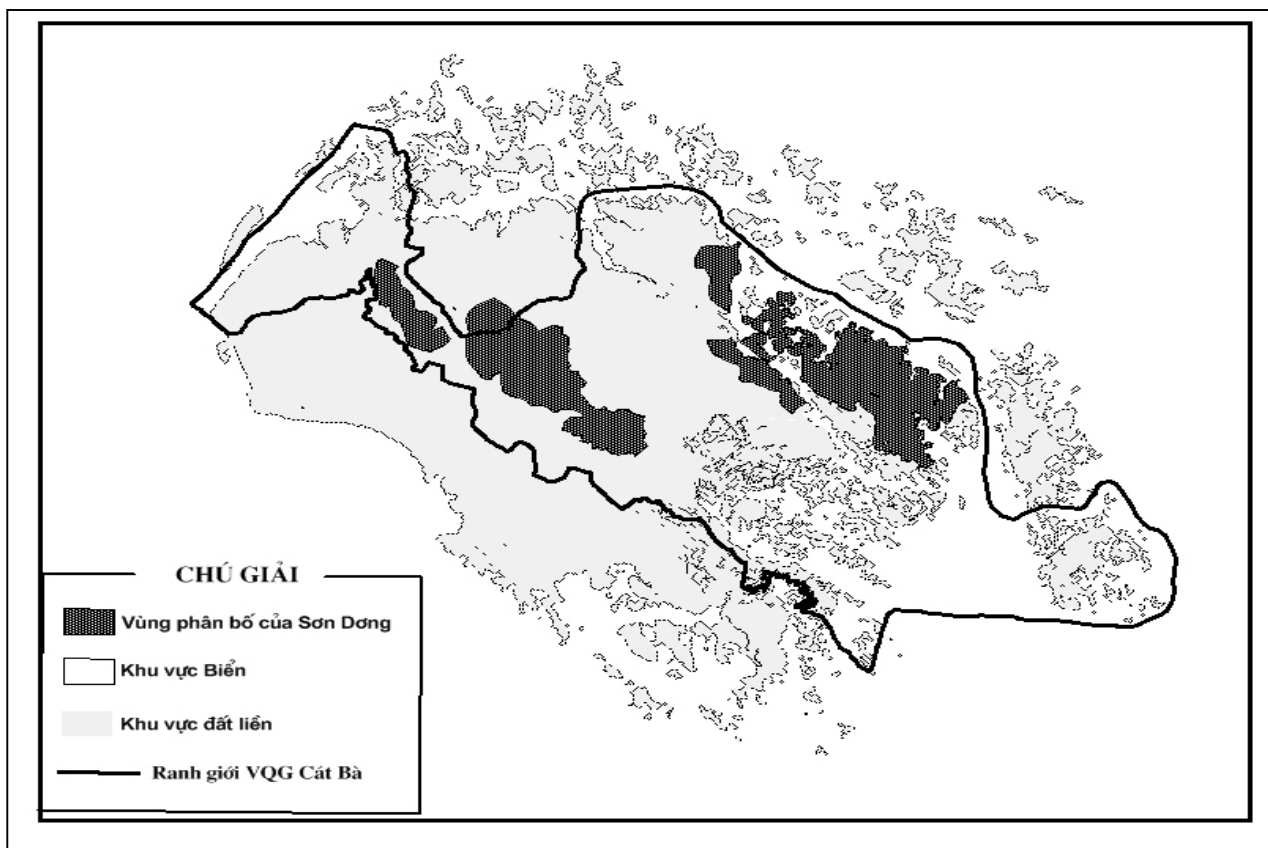 CHÚ GIẢI
Vùng phân bố của Sơn Dơng
Khu vực Biển
Khu vực đất liền
Ranh giới VQG Cát Bà